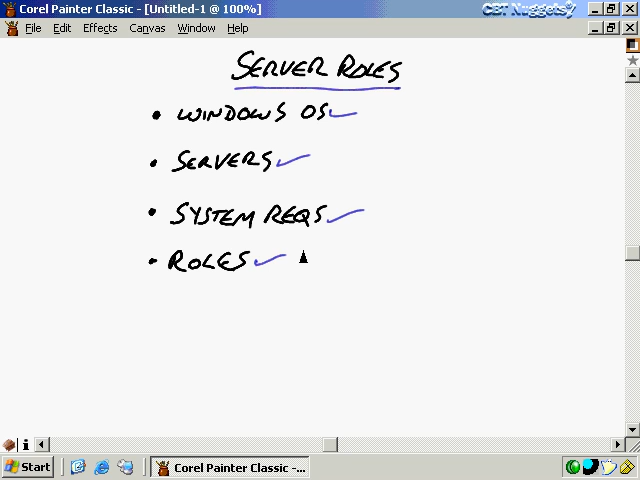 Corel Painter Classic - [Untitled-1 @ 100%]
CBT Nuggets
File Edit Effects Canvas Window Help
SERVER ROLES
• WINDOWS OS
• SERVERS
• SYSTEM REQS
• ROLES
Start
Corel Painter Classic -...